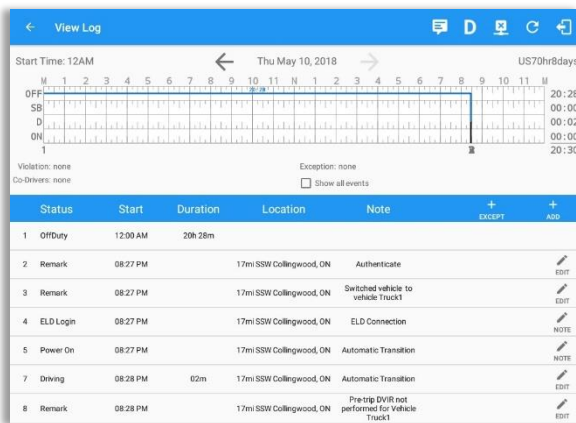 View Log
D
Start Time: 12AM
Thu May 10, 2018
US70hr8days
M 1 2 3 4 5 6 7 8 9 10 11 N 1 2 3 4 5 6 7 8 9 10 11 M
20:28
OFF 20:28
SB 00:00
D 00:02
ON 00:00
1 20:30
Violation: none
Exception: none
Co-Drivers: none
Show all events
Status Start Duration Location Note + EXCEPT + ADD
1 OffDuty 12:00 AM 20h 28m
2 Remark 08:27 PM 17mi SSW Collingwood, ON Authenticate EDIT
3 Remark 08:27 PM 17mi SSW Collingwood, ON Switched vehicle to
vehicle Truck1 EDIT
4 ELD Login 08:27 PM 17mi SSW Collingwood, ON ELD Connection NOTE
5 Power On 08:27 PM 17mi SSW Collingwood, ON Automatic Transition NOTE
7 Driving 08:28 PM 02m 17mi SSW Collingwood, ON Automatic Transition EDIT
8 Remark 08:28 PM 17mi SSW Collingwood, ON Pre-trip DVIR not
performed for Vehicle
Truck1 EDIT